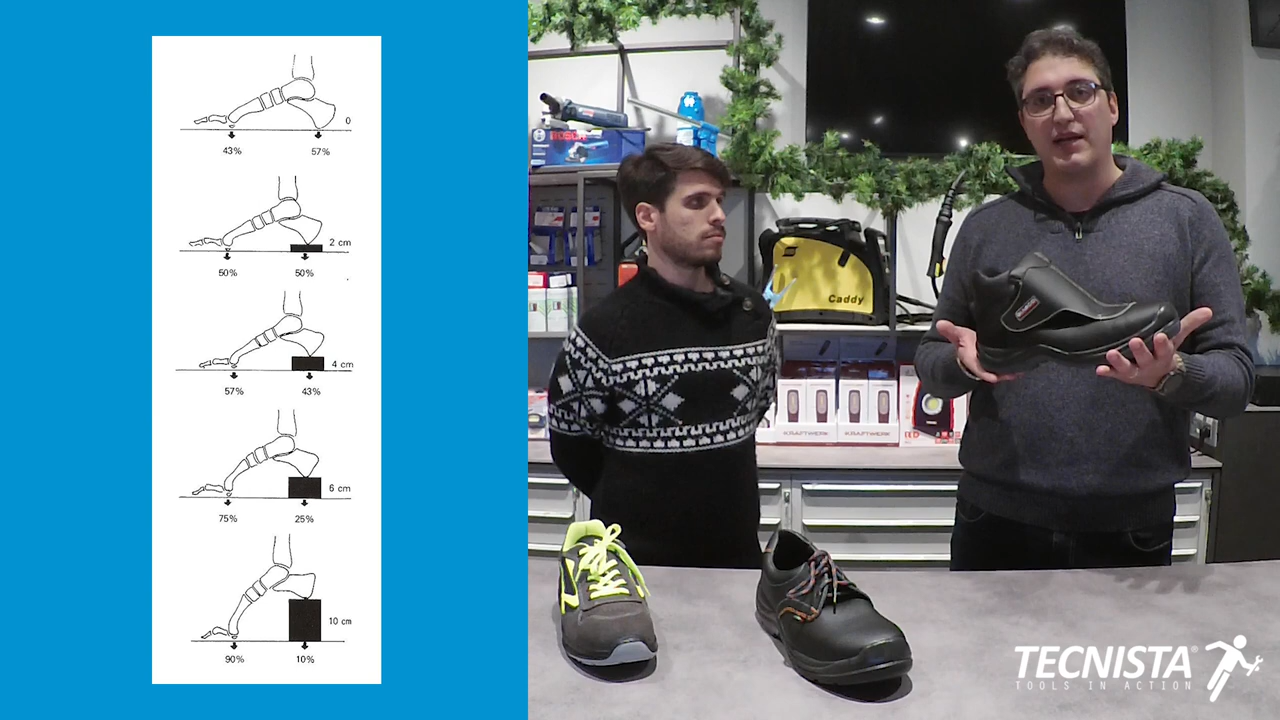 0
43% 57%
2 cm
50% 50%
4 cm
57% 43%
6 cm
75% 25%
10 cm
90% 10%
BOSCH
Caddy
KRAFTWERK KRAFTWERK
TECNISTA®
TOOLS IN ACTION